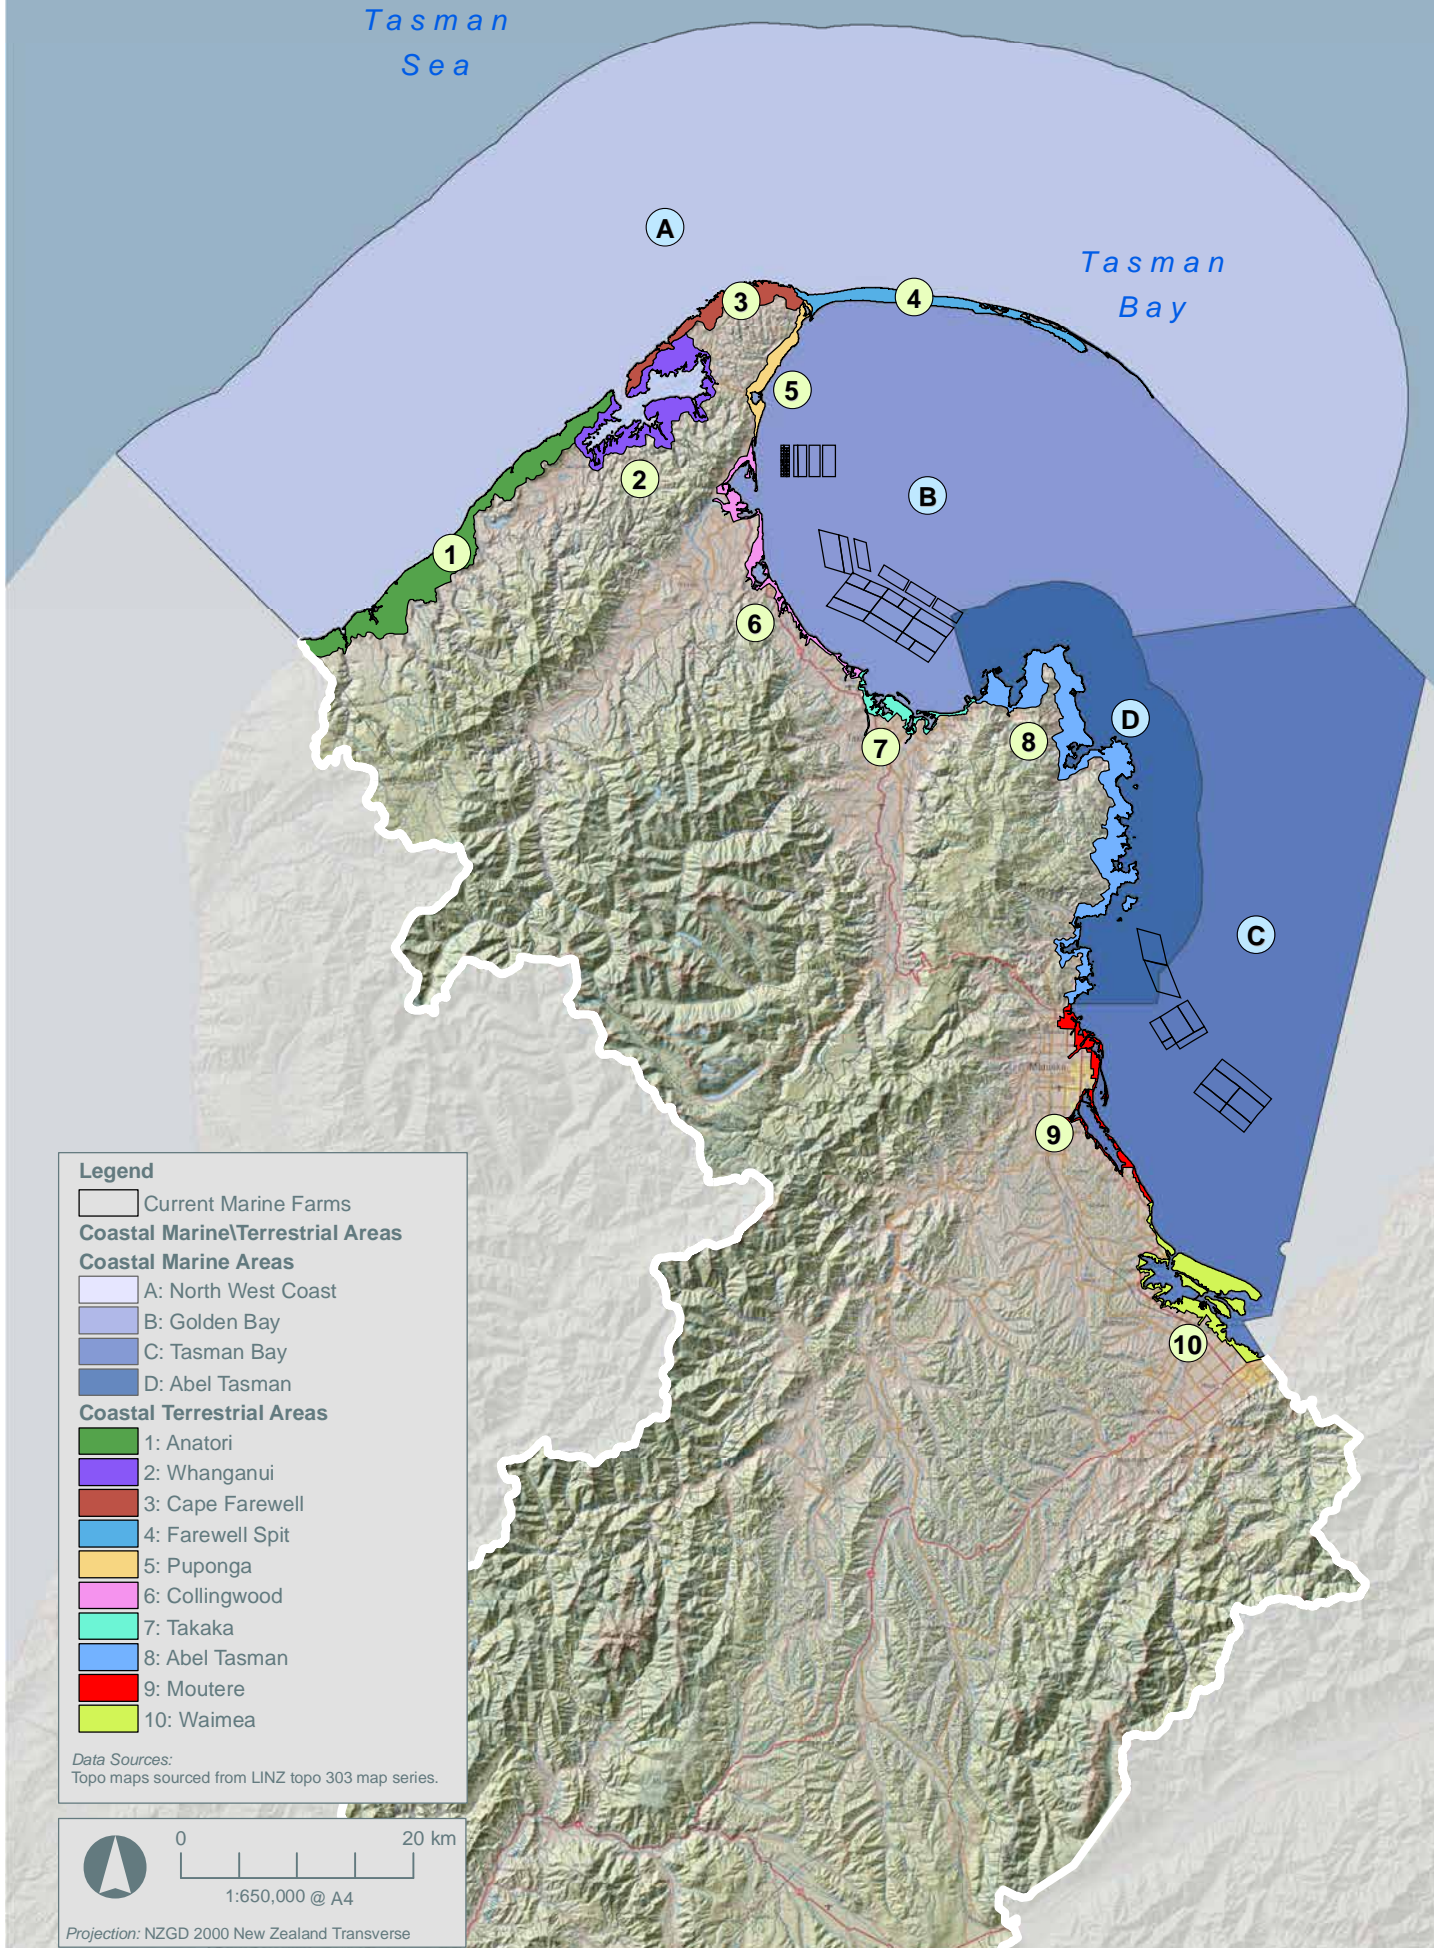 Tasman
Sea
A
Tasman
Bay
3
4
5
2
B
1
6
D
7
8
C
9
10
Legend
Current Marine Farms
Coastal Marine\Terrestrial Areas
Coastal Marine Areas
A: North West Coast
B: Golden Bay
C: Tasman Bay
D: Abel Tasman
Coastal Terrestrial Areas
1: Anatori
2: Whanganui
3: Cape Farewell
4: Farewell Spit
5: Puponga
6: Collingwood
7: Takaka
8: Abel Tasman
9: Moutere
10: Waimea
Data Sources:
Topo maps sourced from LINZ topo 303 map series.
0 20 km
1:650,000 @ A4
Projection: NZGD 2000 New Zealand Transverse